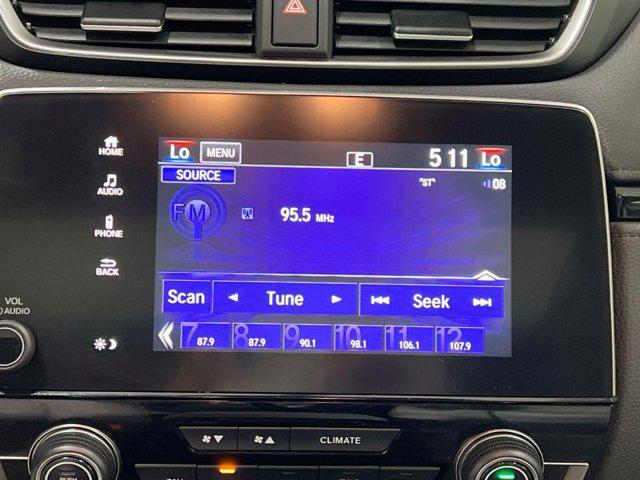 Lo MENU E 5 11 Lo
HOME
SOURCE
"ST" 08
AUDIO
FM 95.5 MHz
PHONE
BACK
Scan Tune Seek
VOL
AUDIO
7 87.9 8 87.9 9 90.1 10 98.1 11 106.1 12 107.9
CLIMATE
PUSH